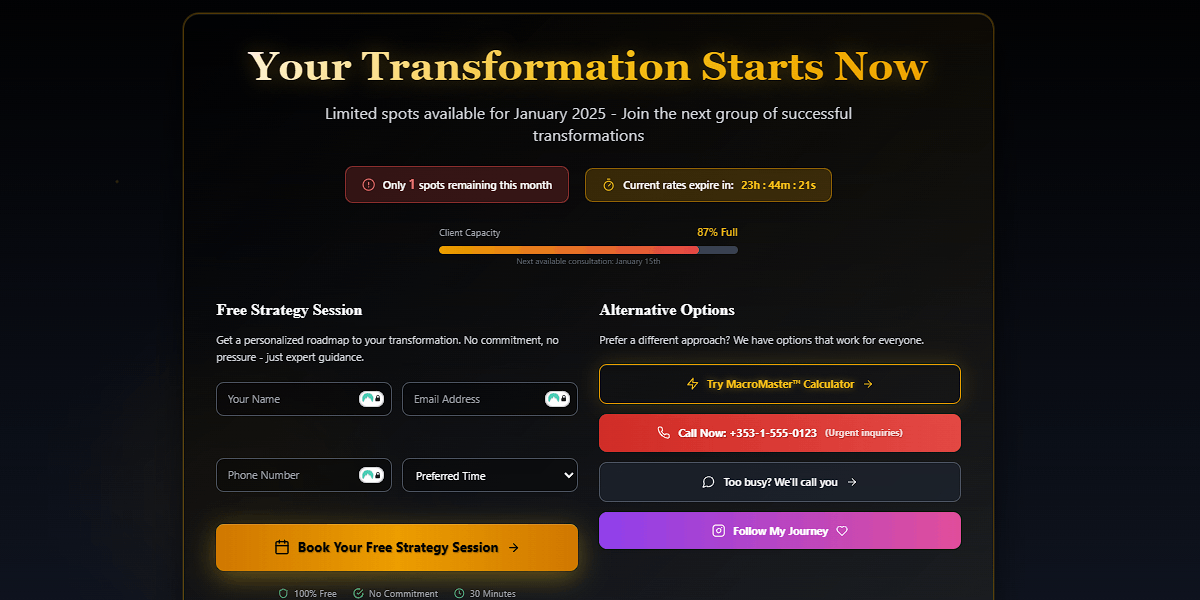 Your Transformation Starts Now
Limited spots available for January 2025 - Join the next group of successful
transformations
Only 1 spots remaining this month
Current rates expire in: 23h : 44m : 21s
Client Capacity
87% Full
Next available consultation: January 15th
Free Strategy Session
Get a personalized roadmap to your transformation. No commitment, no
pressure - just expert guidance.
Your Name
Email Address
Phone Number
Preferred Time
Book Your Free Strategy Session
100% Free
No Commitment
30 Minutes
Alternative Options
Prefer a different approach? We have options that work for everyone.
Try MacroMaster™ Calculator
Call Now: +353-1-555-0123 (Urgent inquiries)
Too busy? We'll call you
Follow My Journey